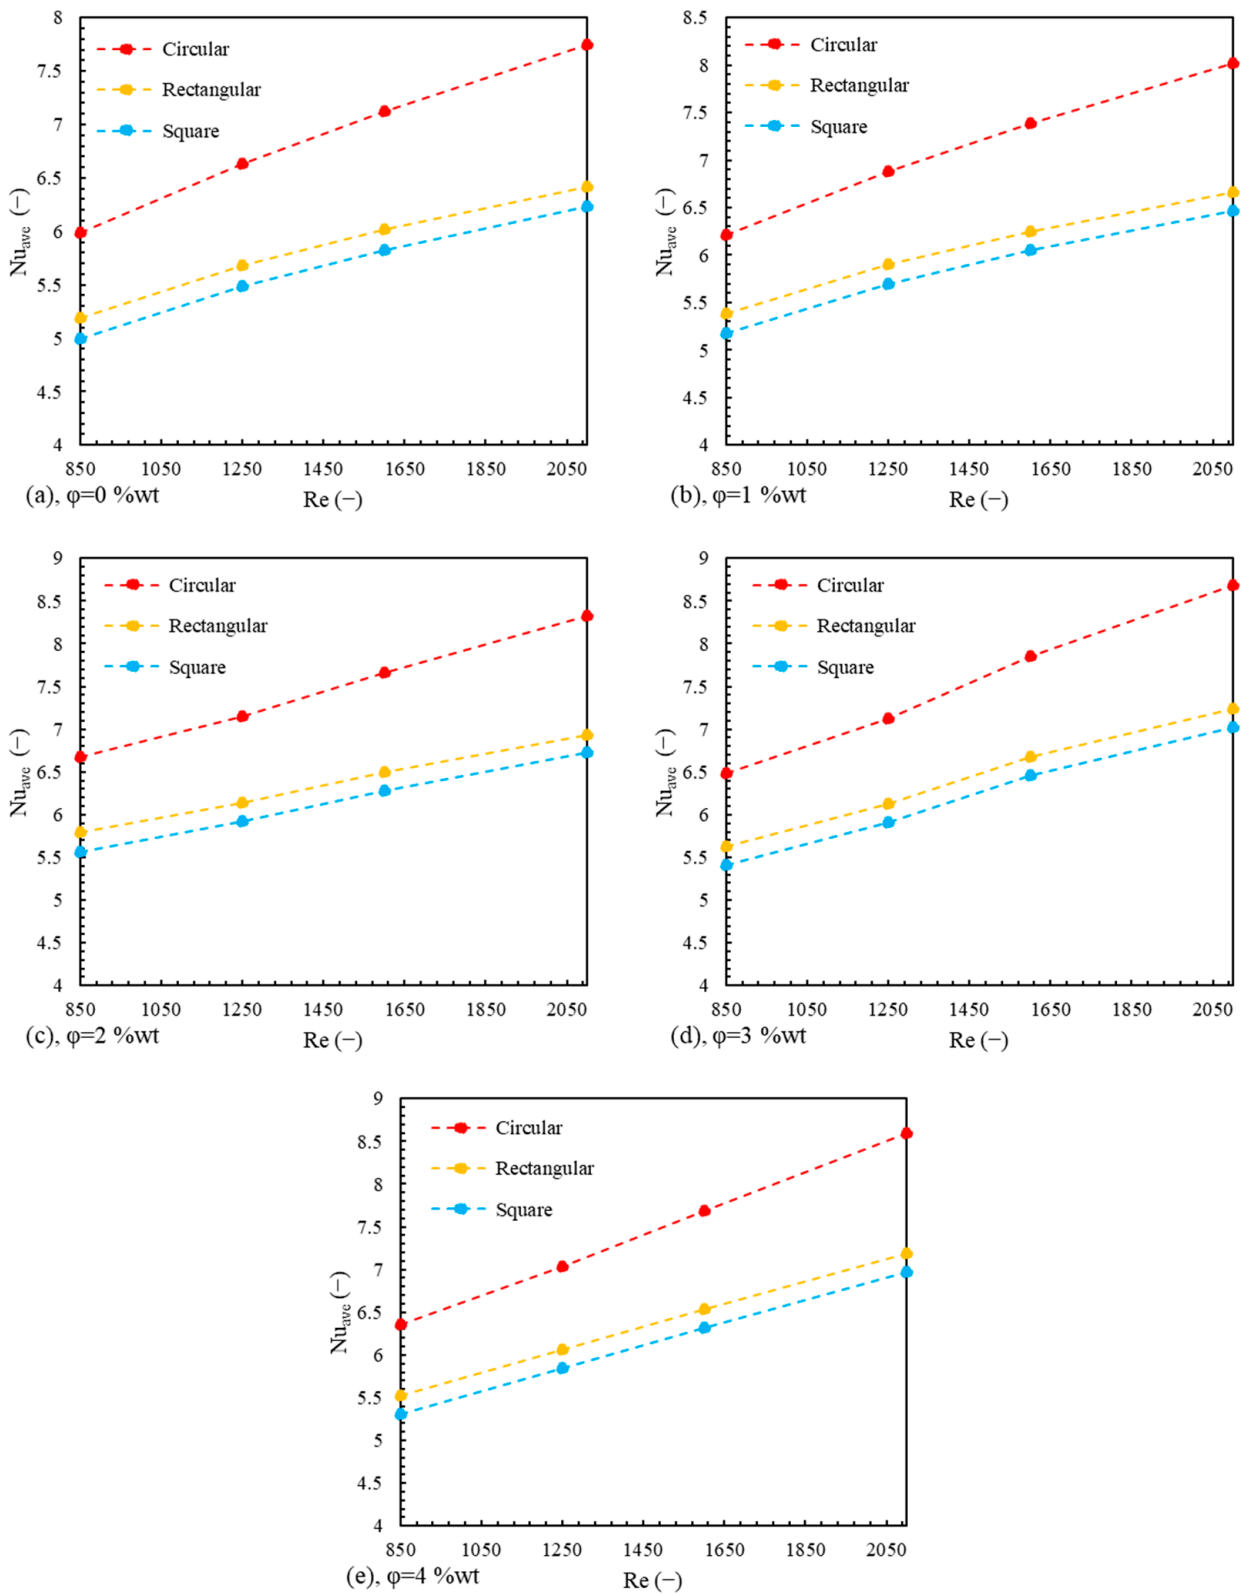 8
7.5
7
6.5
6
5.5
5
4.5
4
Nuave (−)
Circular
Rectangular
Square
850 1050 1250 1450 1650 1850 2050
(a), φ=0 %wt
Re (−)
8.5
8
7.5
7
6.5
6
5.5
5
4.5
4
Nuave (−)
Circular
Rectangular
Square
850 1050 1250 1450 1650 1850 2050
(b), φ=1 %wt
Re (−)
9
8.5
8
7.5
7
6.5
6
5.5
5
4.5
4
Nuave (−)
Circular
Rectangular
Square
850 1050 1250 1450 1650 1850 2050
(c), φ=2 %wt
Re (−)
9
8.5
8
7.5
7
6.5
6
5.5
5
4.5
4
Nuave (−)
Circular
Rectangular
Square
850 1050 1250 1450 1650 1850 2050
(d), φ=3 %wt
Re (−)
9
8.5
8
7.5
7
6.5
6
5.5
5
4.5
4
Nuave (−)
Circular
Rectangular
Square
850 1050 1250 1450 1650 1850 2050
(e), φ=4 %wt
Re (−)